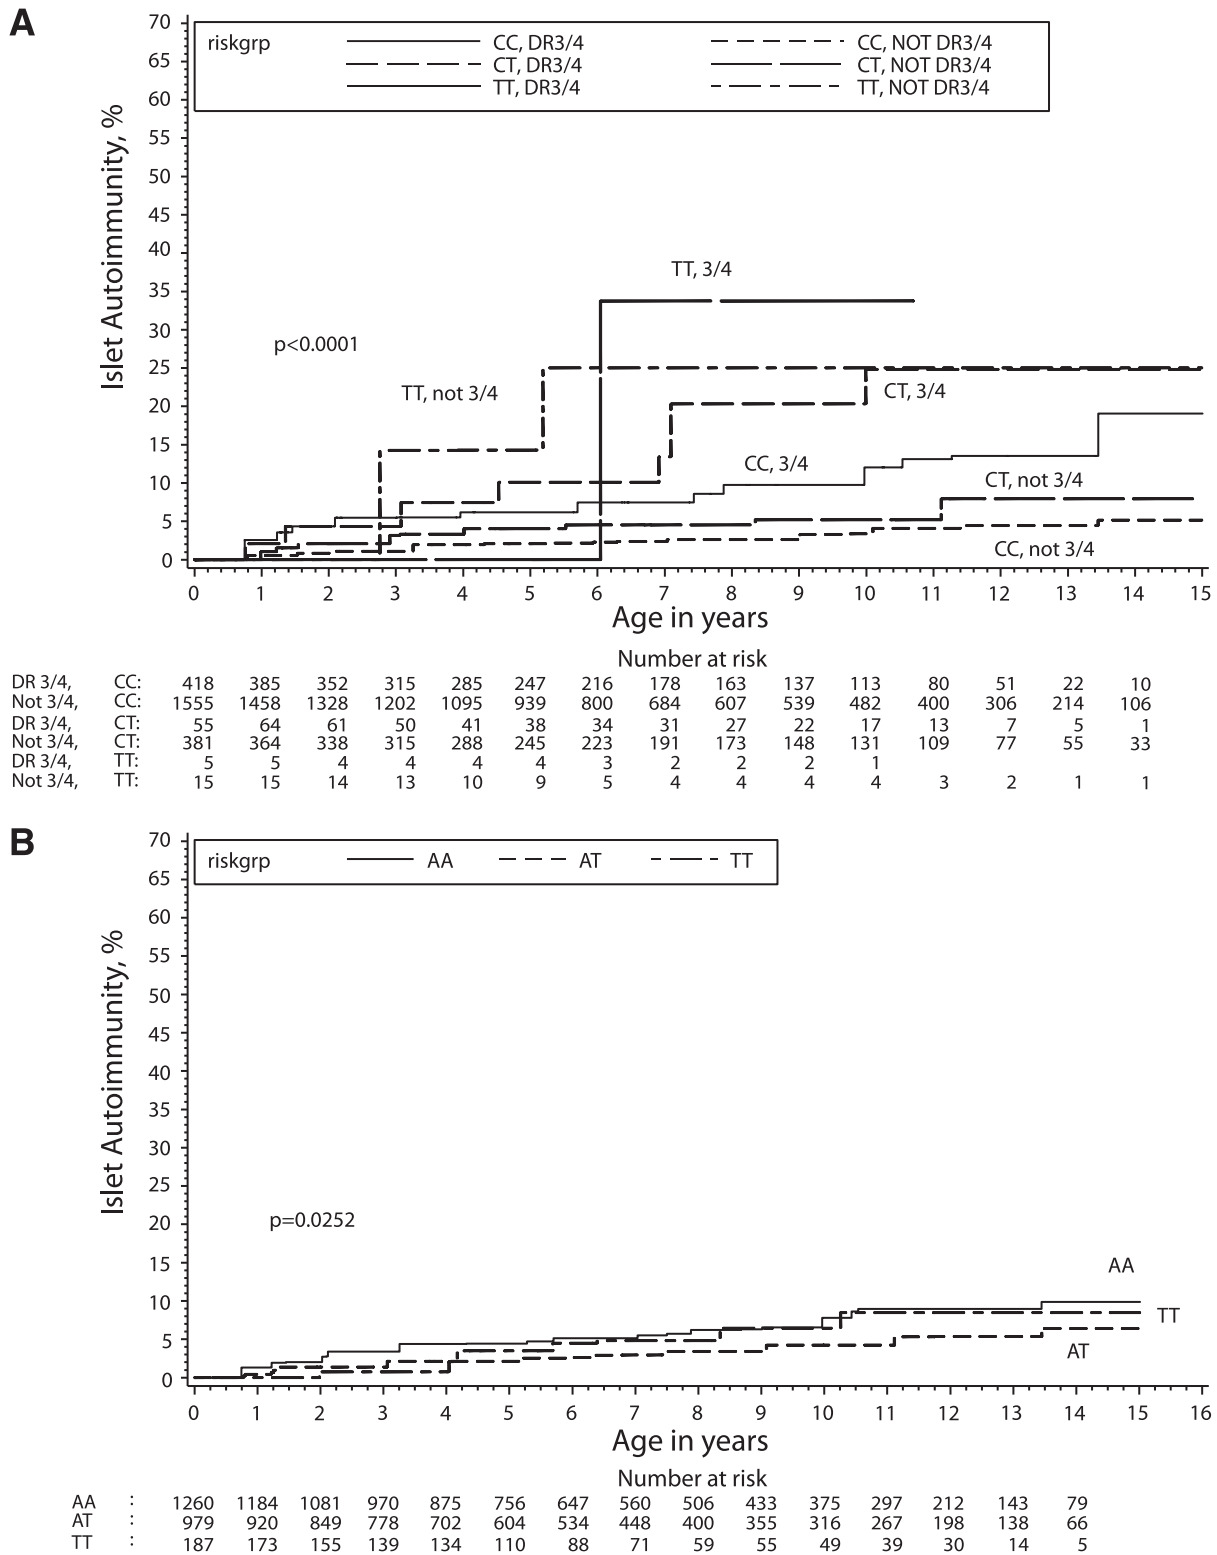 A
riskgrp CC, DR3/4 CC, NOT DR3/4
CT, DR3/4 CT, NOT DR3/4
TT, DR3/4 TT, NOT DR3/4
Islet Autoimmunity, %
70
65
60
55
50
45
40
35
30
25
20
15
10
5
0
TT, 3/4
p<0.0001
TT, not 3/4
CT, 3/4
CC, 3/4
CT, not 3/4
CC, not 3/4
0 1 2 3 4 5 6 7 8 9 10 11 12 13 14 15
Age in years
Number at risk
DR 3/4, CC: 418 385 352 315 285 247 216 178 163 137 113 80 51 22 10
Not 3/4, CC: 1555 1458 1328 1202 1095 939 800 684 607 539 482 400 306 214 106
DR 3/4, CT: 55 64 61 50 41 38 34 31 27 22 17 13 7 5 1
Not 3/4, CT: 381 364 338 315 288 245 223 191 173 148 131 109 77 55 33
DR 3/4, TT: 5 5 4 4 4 4 3 2 2 2 1
Not 3/4, TT: 15 15 14 13 10 9 5 4 4 4 4 3 2 1 1
B
riskgrp AA AT TT
Islet Autoimmunity, %
70
65
60
55
50
45
40
35
30
25
20
15
10
5
0
p=0.0252
AA
TT
AT
0 1 2 3 4 5 6 7 8 9 10 11 12 13 14 15 16
Age in years
Number at risk
AA : 1260 1184 1081 970 875 756 647 560 506 433 375 297 212 143 79
AT : 979 920 849 778 702 604 534 448 400 355 316 267 198 138 66
TT : 187 173 155 139 134 110 88 71 59 55 49 39 30 14 5